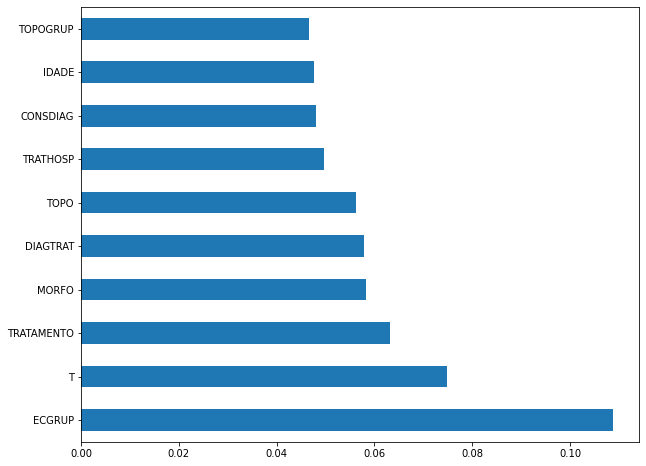 TOPOGRUP
IDADE
CONSDIAG
TRATHOSP
TOPO
DIAGTRAT
MORFO
TRATAMENTO
T
ECGRUP
0.00 0.02 0.04 0.06 0.08 0.10